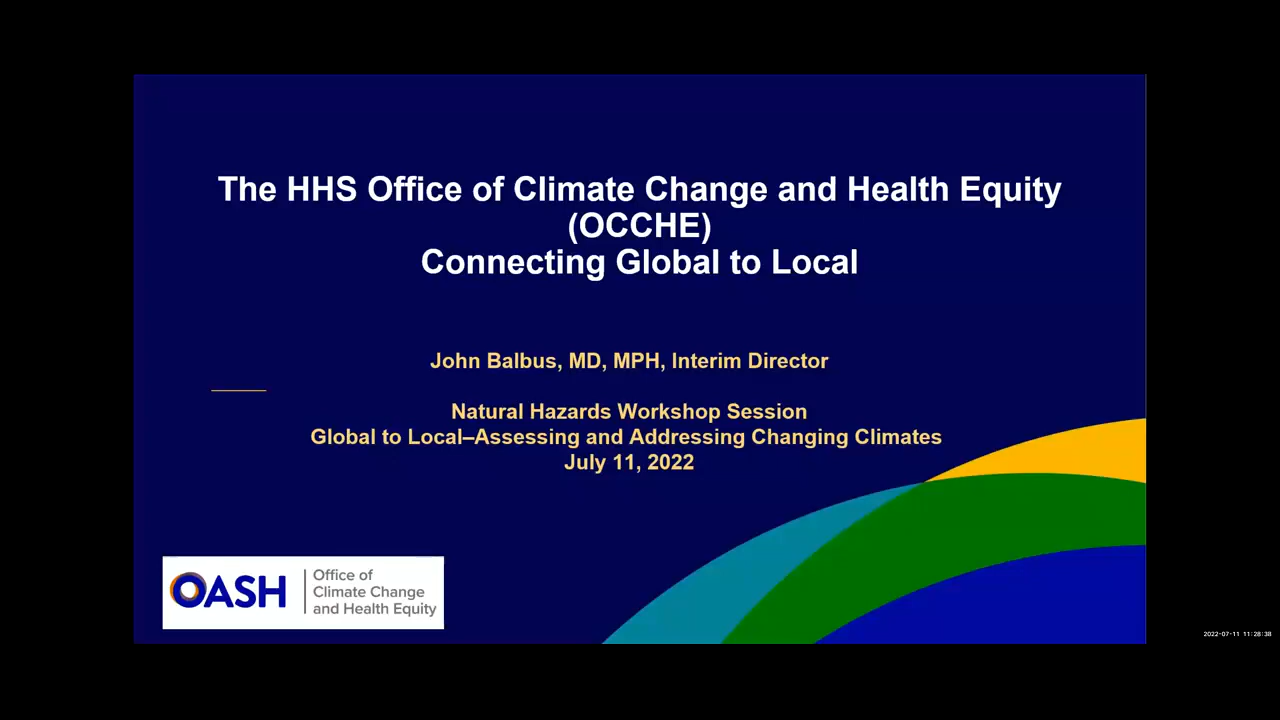 The HHS Office of Climate Change and Health Equity
(OCCHE)
Connecting Global to Local
John Balbus, MD, MPH, Interim Director
Natural Hazards Workshop Session
Global to Local–Assessing and Addressing Changing Climates
July 11, 2022
OASH
Office of
Climate Change
and Health Equity
2022-07-11 11:28:38